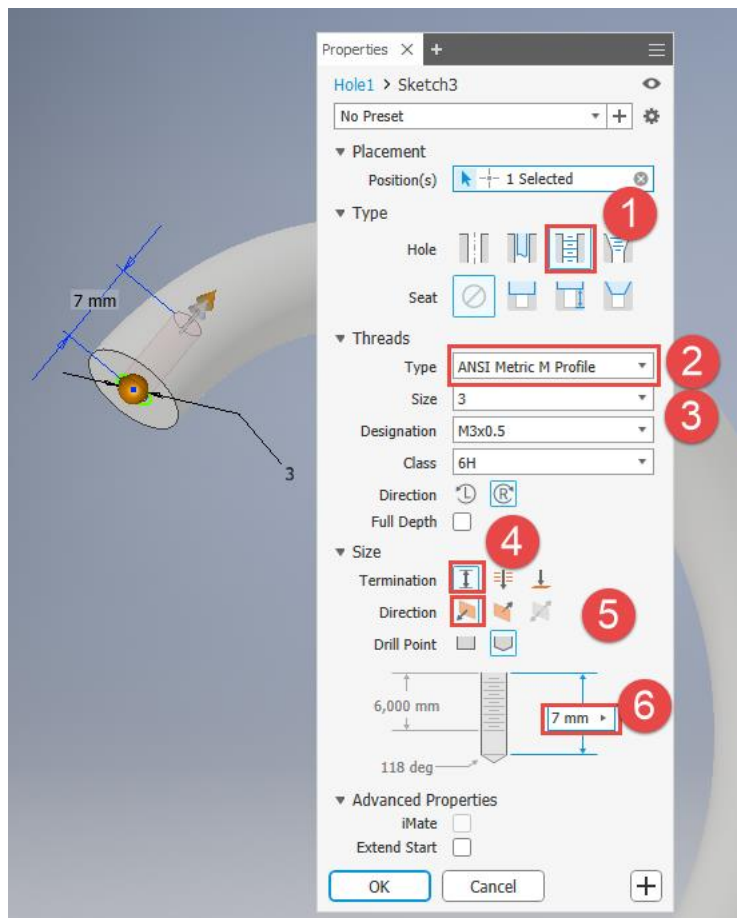 Properties × +
Hole1 > Sketch3
No Preset
Placement
Position(s) 1 Selected
1
Type
Hole
7 mm
Seat
Threads
Type ANSI Metric M Profile
2
Size 3
3
Designation M3x0.5
Class 6H
3
Direction L R
Full Depth
4
Size
Termination
Direction
5
Drill Point
6,000 mm
7 mm
6
118 deg
Advanced Properties
iMate
Extend Start
OK Cancel +